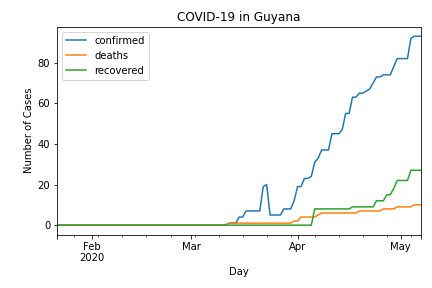 COVID-19 in Guyana
confirmed
deaths
recovered
Number of Cases
80
60
40
20
0
Feb
2020
Mar
Apr
May
Day